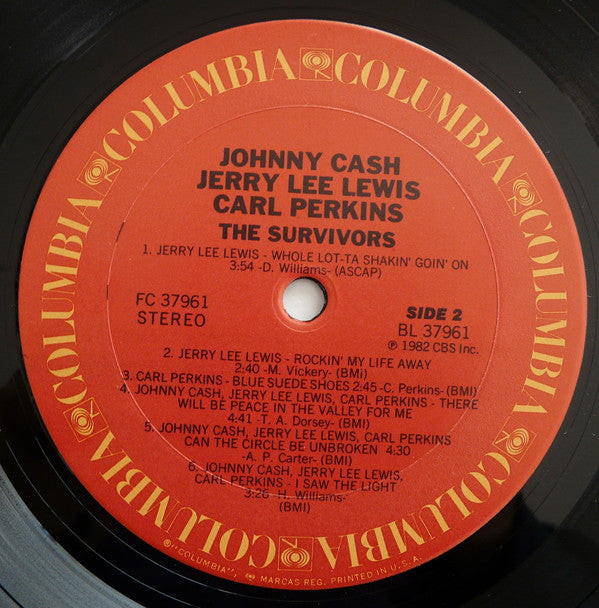 COLUMBIA COLUMBIA COLUMBIA COLUMBIA COLUMBIA COLUMBIA
JOHNNY CASH
JERRY LEE LEWIS
CARL PERKINS
THE SURVIVORS
1. JERRY LEE LEWIS - WHOLE LOT-TA SHAKIN' GOIN' ON
3:54 -D. Williams- (ASCAP)
FC 37961
STEREO
SIDE 2
BL 37961
℗ 1982 CBS Inc.
2. JERRY LEE LEWIS - ROCKIN' MY LIFE AWAY
2:40 -M. Vickery- (BMI)
3. CARL PERKINS - BLUE SUEDE SHOES 2:45 -C. Perkins- (BMI)
4. JOHNNY CASH, JERRY LEE LEWIS, CARL PERKINS - THERE
WILL BE PEACE IN THE VALLEY FOR ME
4:41 -T. A. Dorsey- (BMI)
5. JOHNNY CASH, JERRY LEE LEWIS, CARL PERKINS
CAN THE CIRCLE BE UNBROKEN 4:30
-A. P. Carter- (BMI)
6. JOHNNY CASH, JERRY LEE LEWIS,
CARL PERKINS - I SAW THE LIGHT
3:26 -H. Williams-
(BMI)
®"COLUMBIA", MARCAS REG. PRINTED IN U.S.A.